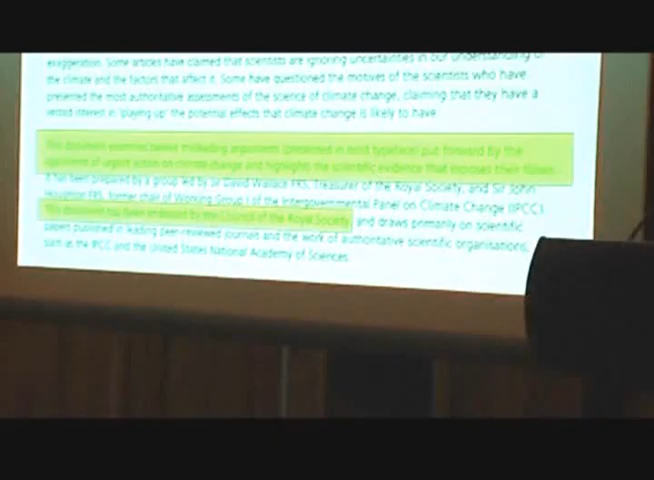 exaggeration. Some articles have claimed that scientists are ignoring uncertainties in our understanding of
the climate and the factors that affect it. Some have questioned the motives of the scientists who have
presented the most authoritative assessments of the science of climate change, claiming that they have a
vested interest in 'playing up' the potential effects that climate change is likely to have
This document examines twelve misleading arguments (presented in bold typeface) put forward by the
opponents of urgent action on climate change and highlights the scientific evidence that exposes their flaws.
It has been prepared by a group led by Sir David Wallace FRS, Treasurer of the Royal Society, and Sir John
Houghton FRS, former chair of Working Group I of the Intergovernmental Panel on Climate Change (IPCC).
This document has been endorsed by the Council of the Royal Society, and draws primarily on scientific
papers published in leading peer-reviewed journals and the work of authoritative scientific organisations,
such as the IPCC and the United States National Academy of Sciences.